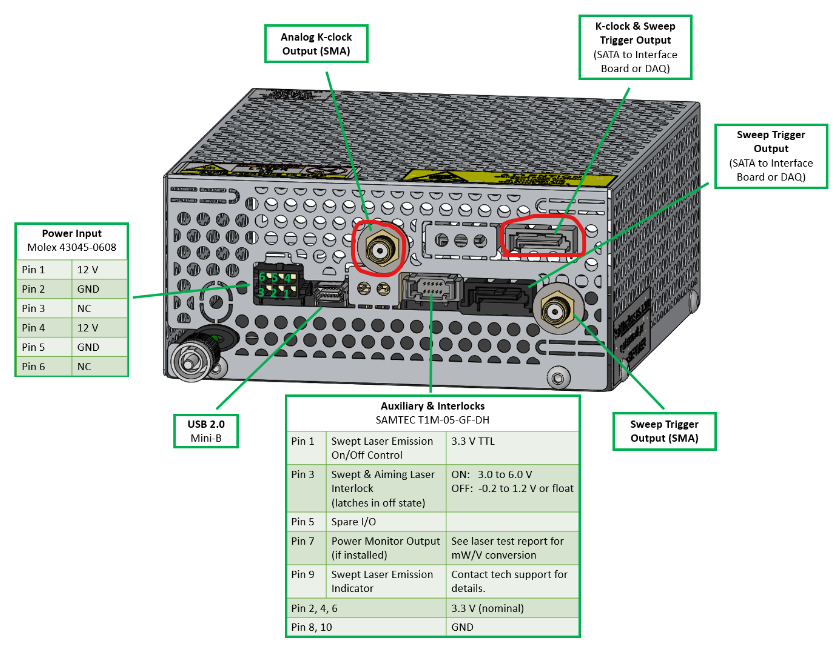 Analog K-clock
Output (SMA)
K-clock & Sweep
Trigger Output
(SATA to Interface
Board or DAQ)
Sweep Trigger
Output
(SATA to Interface
Board or DAQ)
Power Input
Molex 43045-0608
Pin 1 12 V
Pin 2 GND
Pin 3 NC
Pin 4 12 V
Pin 5 GND
Pin 6 NC
6 5 4
3 2 1
USB 2.0
Mini-B
Sweep Trigger
Output (SMA)
Auxiliary & Interlocks
SAMTEC T1M-05-GF-DH
Pin 1 Swept Laser Emission 3.3 V TTL
On/Off Control
Pin 3 Swept & Aiming Laser ON: 3.0 to 6.0 V
Interlock OFF: -0.2 to 1.2 V or float
(latches in off state)
Pin 5 Spare I/O
Pin 7 Power Monitor Output See laser test report for
(if installed) mW/V conversion
Pin 9 Swept Laser Emission Contact tech support for
Indicator details.
Pin 2, 4, 6 3.3 V (nominal)
Pin 8, 10 GND